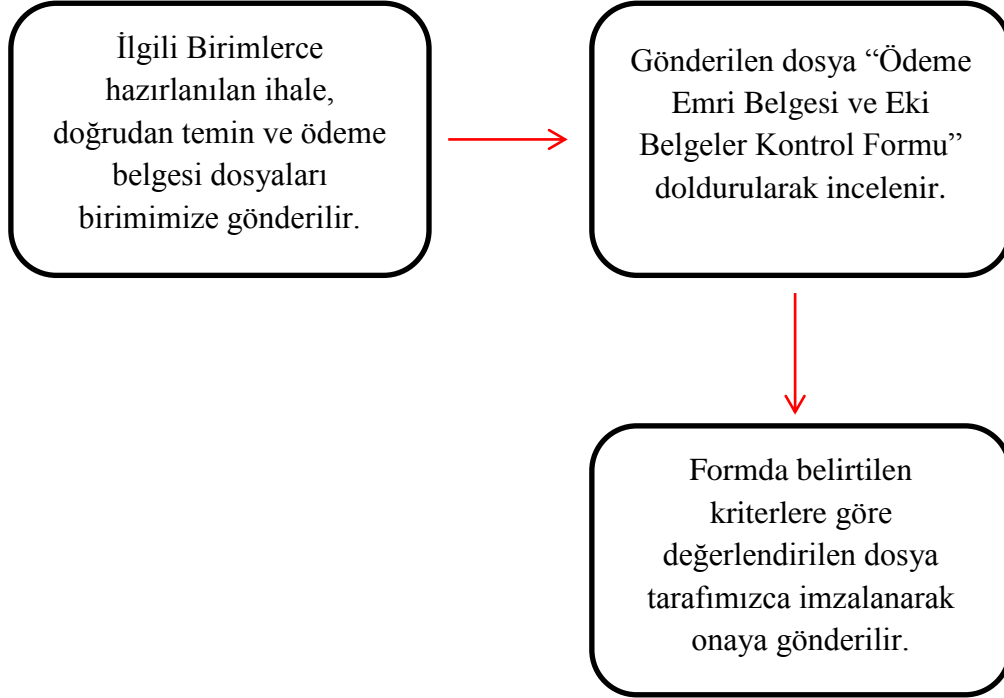 İlgili Birimlerce
hazırlanılan ihale,
doğrudan temin ve ödeme
belgesi dosyaları
birimimize gönderilir.
Gönderilen dosya “Ödeme
Emri Belgesi ve Eki
Belgeler Kontrol Formu”
doldurularak incelenir.
Formda belirtilen
kriterlere göre
değerlendirilen dosya
tarafımızca imzalanarak
onaya gönderilir.